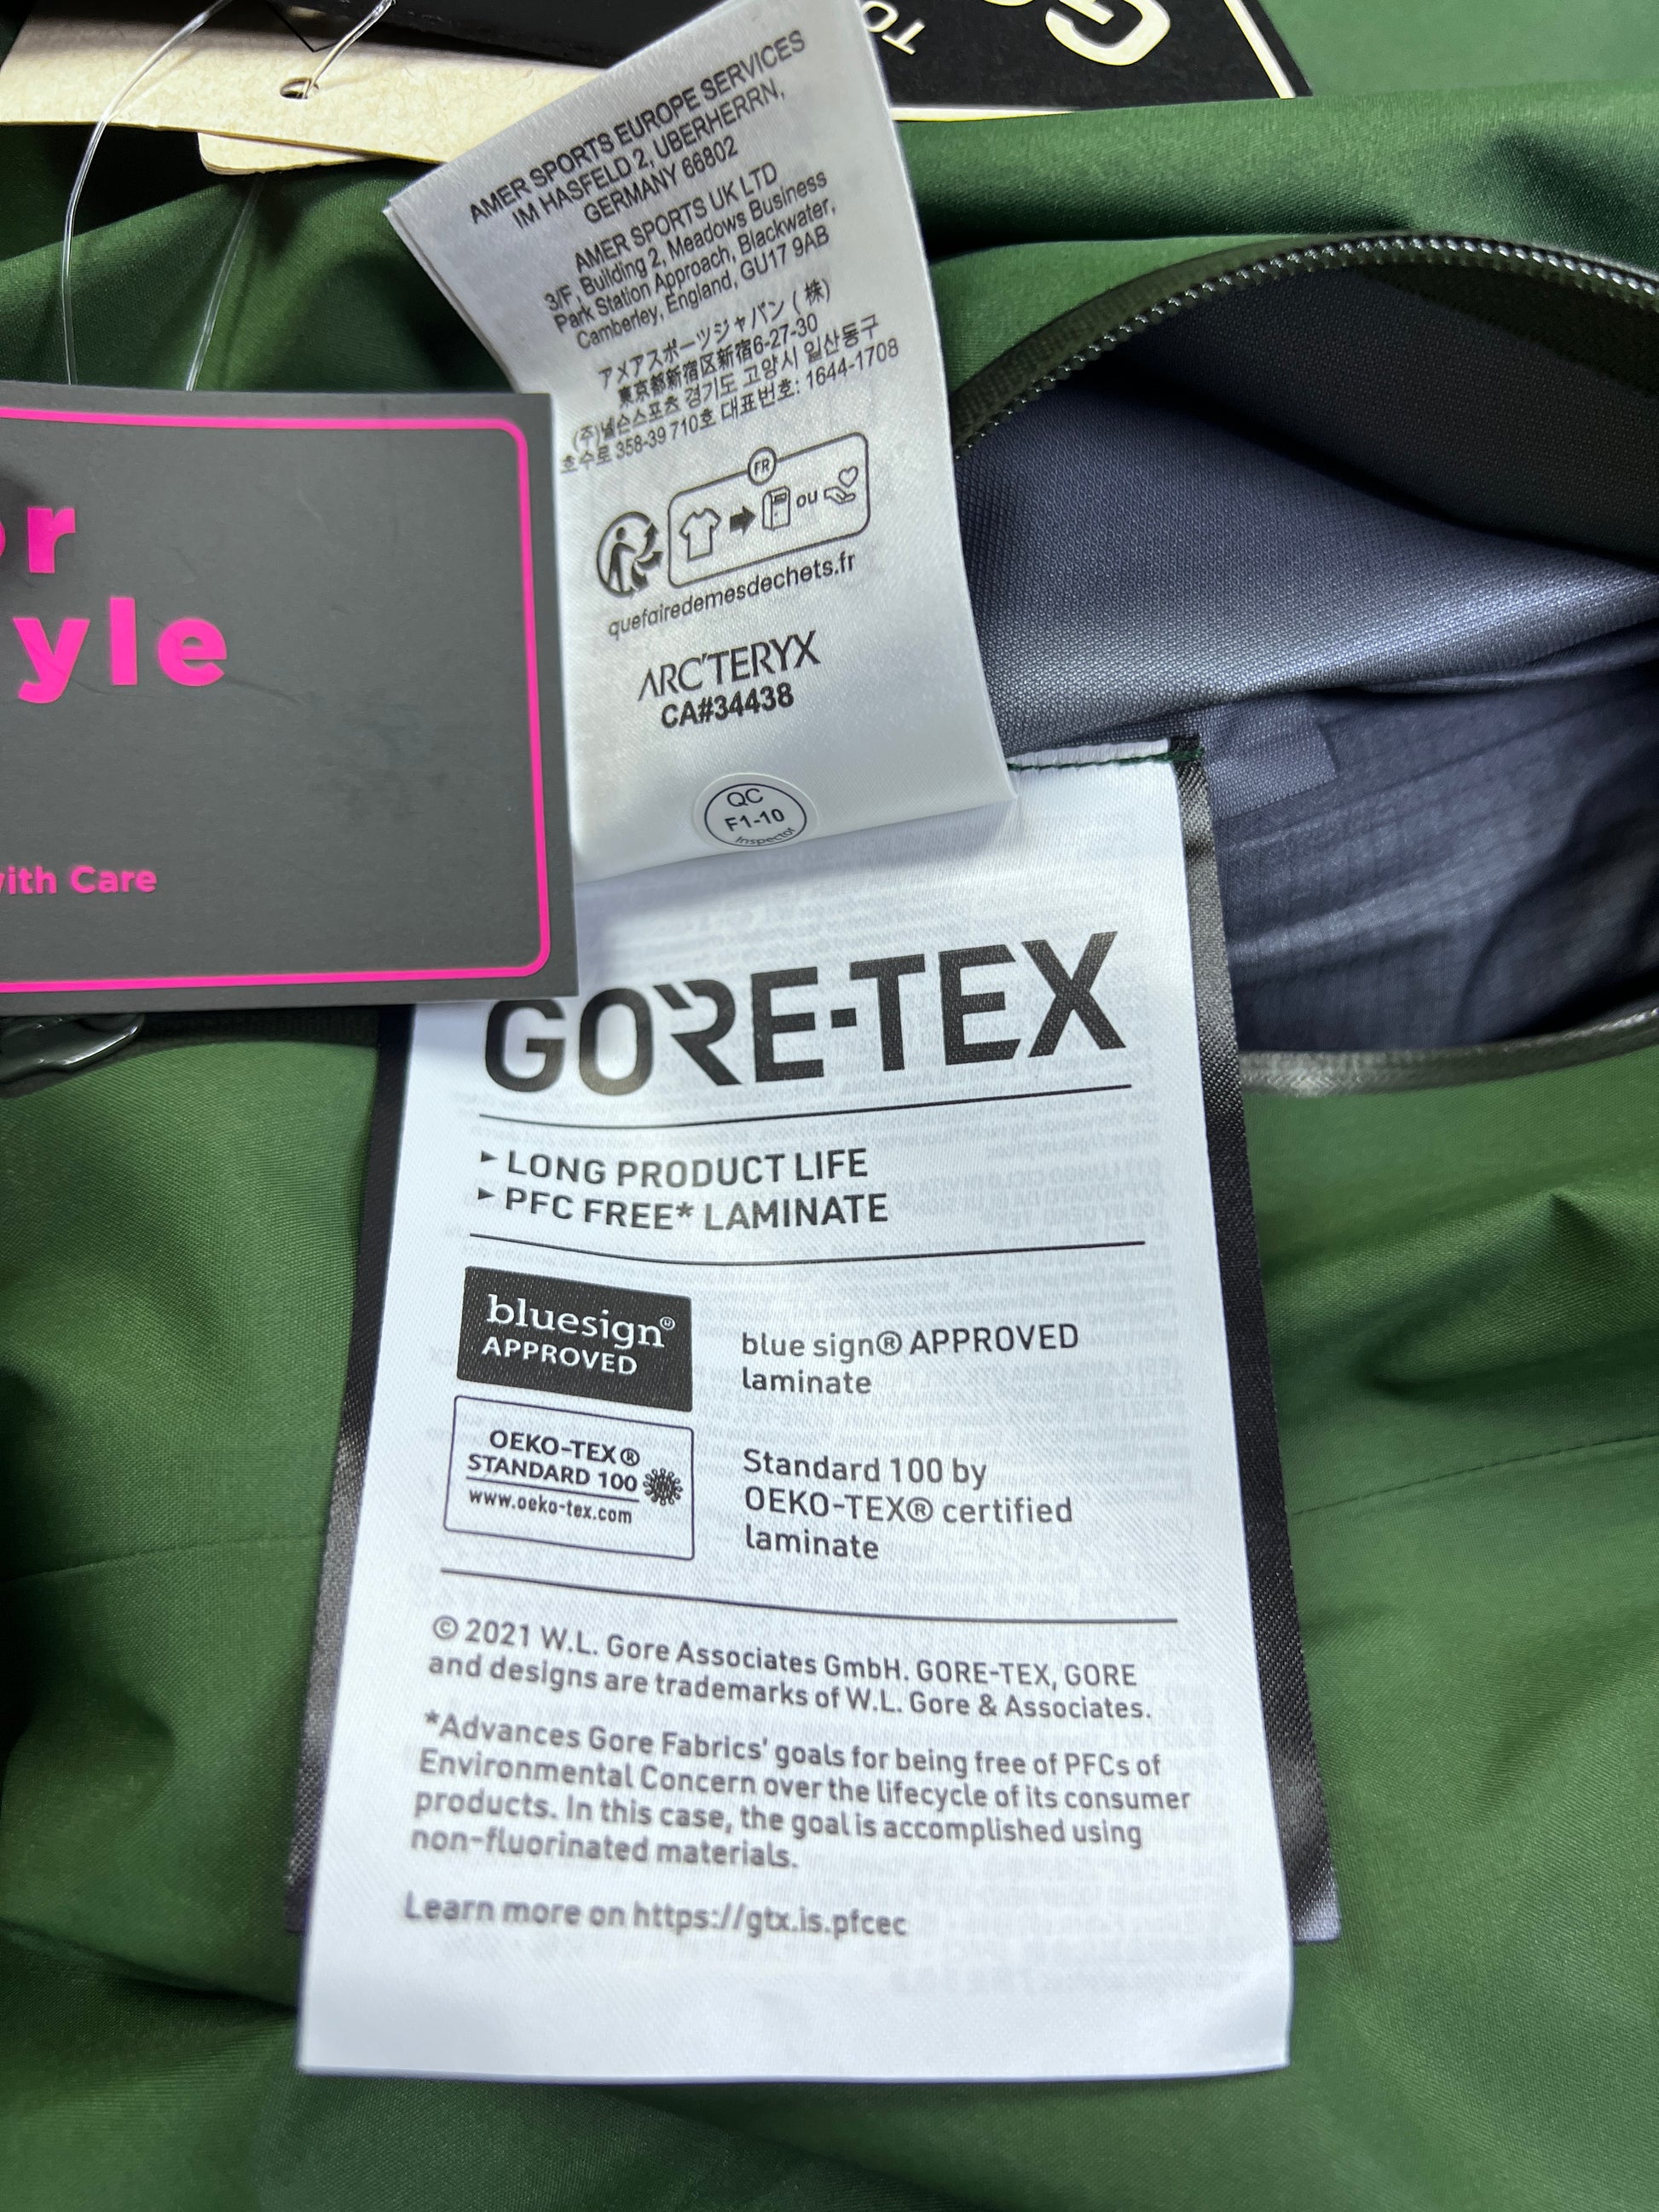 GO
TO
AMER SPORTS EUROPE SERVICES
IM HASFELD 2, UBERHERRN,
GERMANY 66802
AMER SPORTS UK LTD
3/F, Building 2, Meadows Business
Park Station Approach, Blackwater,
Camberley, England, GU17 9AB
アメアスポーツジャパン (株)
東京都新宿区新宿6-27-30
(주)넬슨스포츠 경기도 고양시 일산동구
호수로 358-39 710호 대표번호: 1644-1708
FR
ou
quefairedemesdechets.fr
ARC'TERYX
CA#34438
QC
F1-10
Inspector
or
yle
with Care
GORE-TEX
► LONG PRODUCT LIFE
► PFC FREE* LAMINATE
bluesign®
APPROVED
blue sign® APPROVED
laminate
OEKO-TEX®
STANDARD 100
www.oeko-tex.com
Standard 100 by
OEKO-TEX® certified
laminate
© 2021 W.L. Gore Associates GmbH. GORE-TEX, GORE
and designs are trademarks of W.L. Gore & Associates.
*Advances Gore Fabrics' goals for being free of PFCs of
Environmental Concern over the lifecycle of its consumer
products. In this case, the goal is accomplished using
non-fluorinated materials.
Learn more on https://gtx.is.pfcec